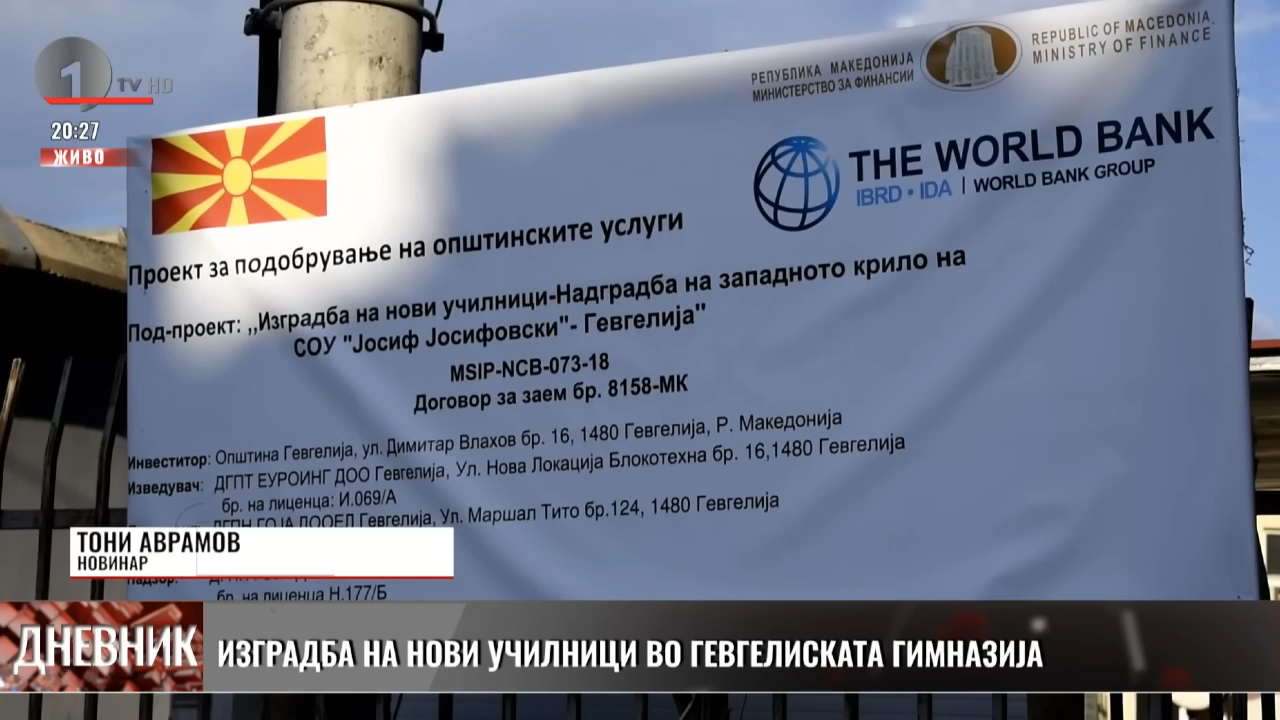 1 TV HD
20:27
ЖИВО
РЕПУБЛИКА МАКЕДОНИЈА
МИНИСТЕРСТВО ЗА ФИНАНСИИ
REPUBLIC OF MACEDONIA
MINISTRY OF FINANCE
THE WORLD BANK
IBRD • IDA | WORLD BANK GROUP
Проект за подобрување на општинските услуги
Под-проект: ,,Изградба на нови училници-Надградба на западното крило на
СОУ "Јосиф Јосифовски"- Гевгелија"
MSIP-NCB-073-18
Договор за заем бр. 8158-МК
Инвеститор: Општина Гевгелија, ул. Димитар Влахов бр. 16, 1480 Гевгелија, Р. Македонија
Изведувач: ДГПТ ЕУРОИНГ ДОО Гевгелија, Ул. Нова Локација Блокотехна бр. 16,1480 Гевгелија
бр. на лиценца: И.069/А
ДГПН ГОЈА ДООЕЛ Гевгелија, Ул. Маршал Тито бр.124, 1480 Гевгелија
Надзор:
бр. на лиценца Н.177/Б
ТОНИ АВРАМОВ
НОВИНАР
ДНЕВНИК
ИЗГРАДБА НА НОВИ УЧИЛНИЦИ ВО ГЕВГЕЛИСКАТА ГИМНАЗИЈА